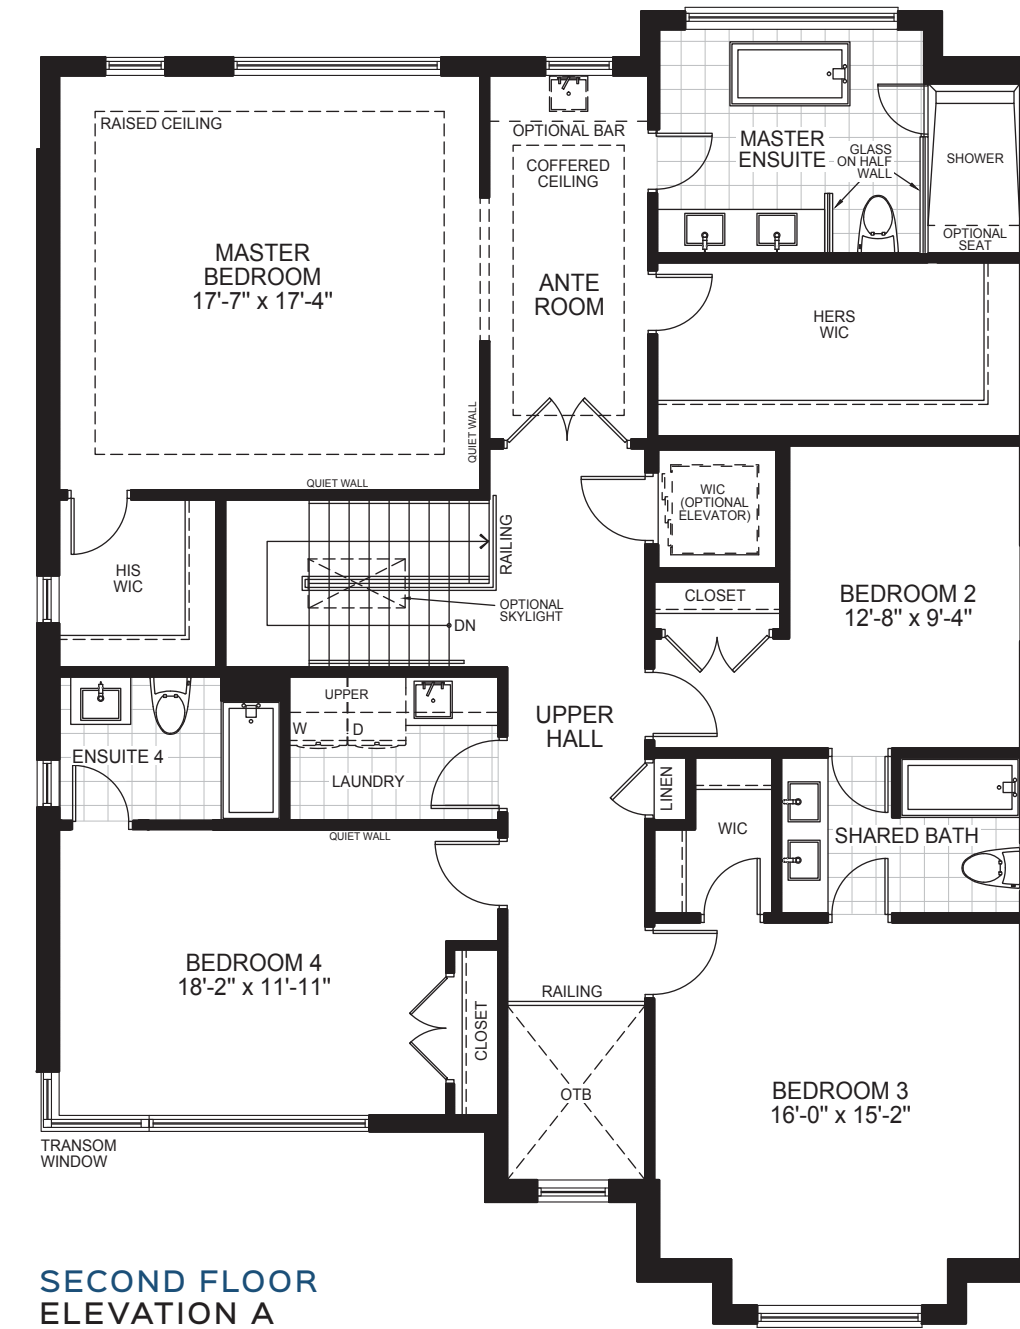 RAISED CEILING
MASTER
BEDROOM
17'-7" x 17'-4"
OPTIONAL BAR
COFFERED
CEILING
ANTE
ROOM
MASTER
ENSUITE
GLASS
ON HALF
WALL
SHOWER
OPTIONAL
SEAT
HERS
WIC
QUIET WALL
QUIET WALL
HIS
WIC
RAILING
OPTIONAL
SKYLIGHT
DN
WIC
(OPTIONAL
ELEVATOR)
CLOSET
BEDROOM 2
12'-8" x 9'-4"
ENSUITE 4
UPPER
W
D
LAUNDRY
UPPER
HALL
LINEN
WIC
SHARED BATH
QUIET WALL
BEDROOM 4
18'-2" x 11'-11"
CLOSET
RAILING
OTB
BEDROOM 3
16'-0" x 15'-2"
TRANSOM
WINDOW
SECOND FLOOR
ELEVATION A